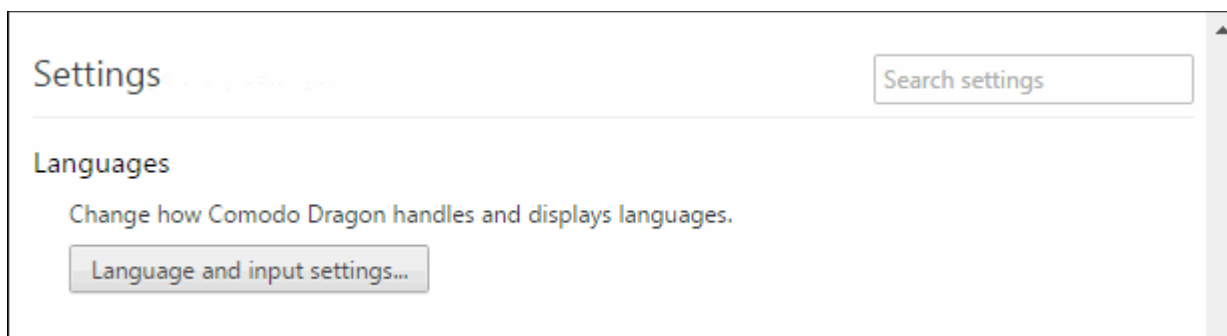 Settings
Search settings
Languages
Change how Comodo Dragon handles and displays languages.
Language and input settings...